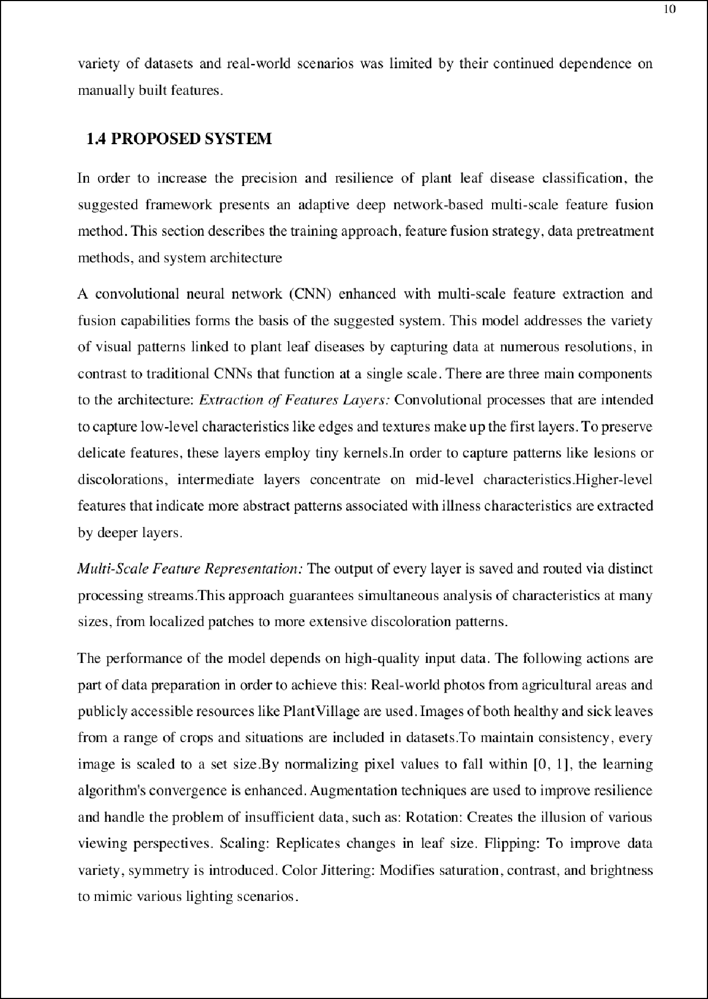 10
variety of datasets and real-world scenarios was limited by their continued dependence on
manually built features.
1.4 PROPOSED SYSTEM
In order to increase the precision and resilience of plant leaf disease classification, the
suggested framework presents an adaptive deep network-based multi-scale feature fusion
method. This section describes the training approach, feature fusion strategy, data pretreatment
methods, and system architecture
A convolutional neural network (CNN) enhanced with multi-scale feature extraction and
fusion capabilities forms the basis of the suggested system. This model addresses the variety
of visual patterns linked to plant leaf diseases by capturing data at numerous resolutions, in
contrast to traditional CNNs that function at a single scale. There are three main components
to the architecture: Extraction of Features Layers: Convolutional processes that are intended
to capture low-level characteristics like edges and textures make up the first layers. To preserve
delicate features, these layers employ tiny kernels.In order to capture patterns like lesions or
discolorations, intermediate layers concentrate on mid-level characteristics.Higher-level
features that indicate more abstract patterns associated with illness characteristics are extracted
by deeper layers.
Multi-Scale Feature Representation: The output of every layer is saved and routed via distinct
processing streams.This approach guarantees simultaneous analysis of characteristics at many
sizes, from localized patches to more extensive discoloration patterns.
The performance of the model depends on high-quality input data. The following actions are
part of data preparation in order to achieve this: Real-world photos from agricultural areas and
publicly accessible resources like PlantVillage are used. Images of both healthy and sick leaves
from a range of crops and situations are included in datasets.To maintain consistency, every
image is scaled to a set size.By normalizing pixel values to fall within [0, 1], the learning
algorithm's convergence is enhanced. Augmentation techniques are used to improve resilience
and handle the problem of insufficient data, such as: Rotation: Creates the illusion of various
viewing perspectives. Scaling: Replicates changes in leaf size. Flipping: To improve data
variety, symmetry is introduced. Color Jittering: Modifies saturation, contrast, and brightness
to mimic various lighting scenarios.